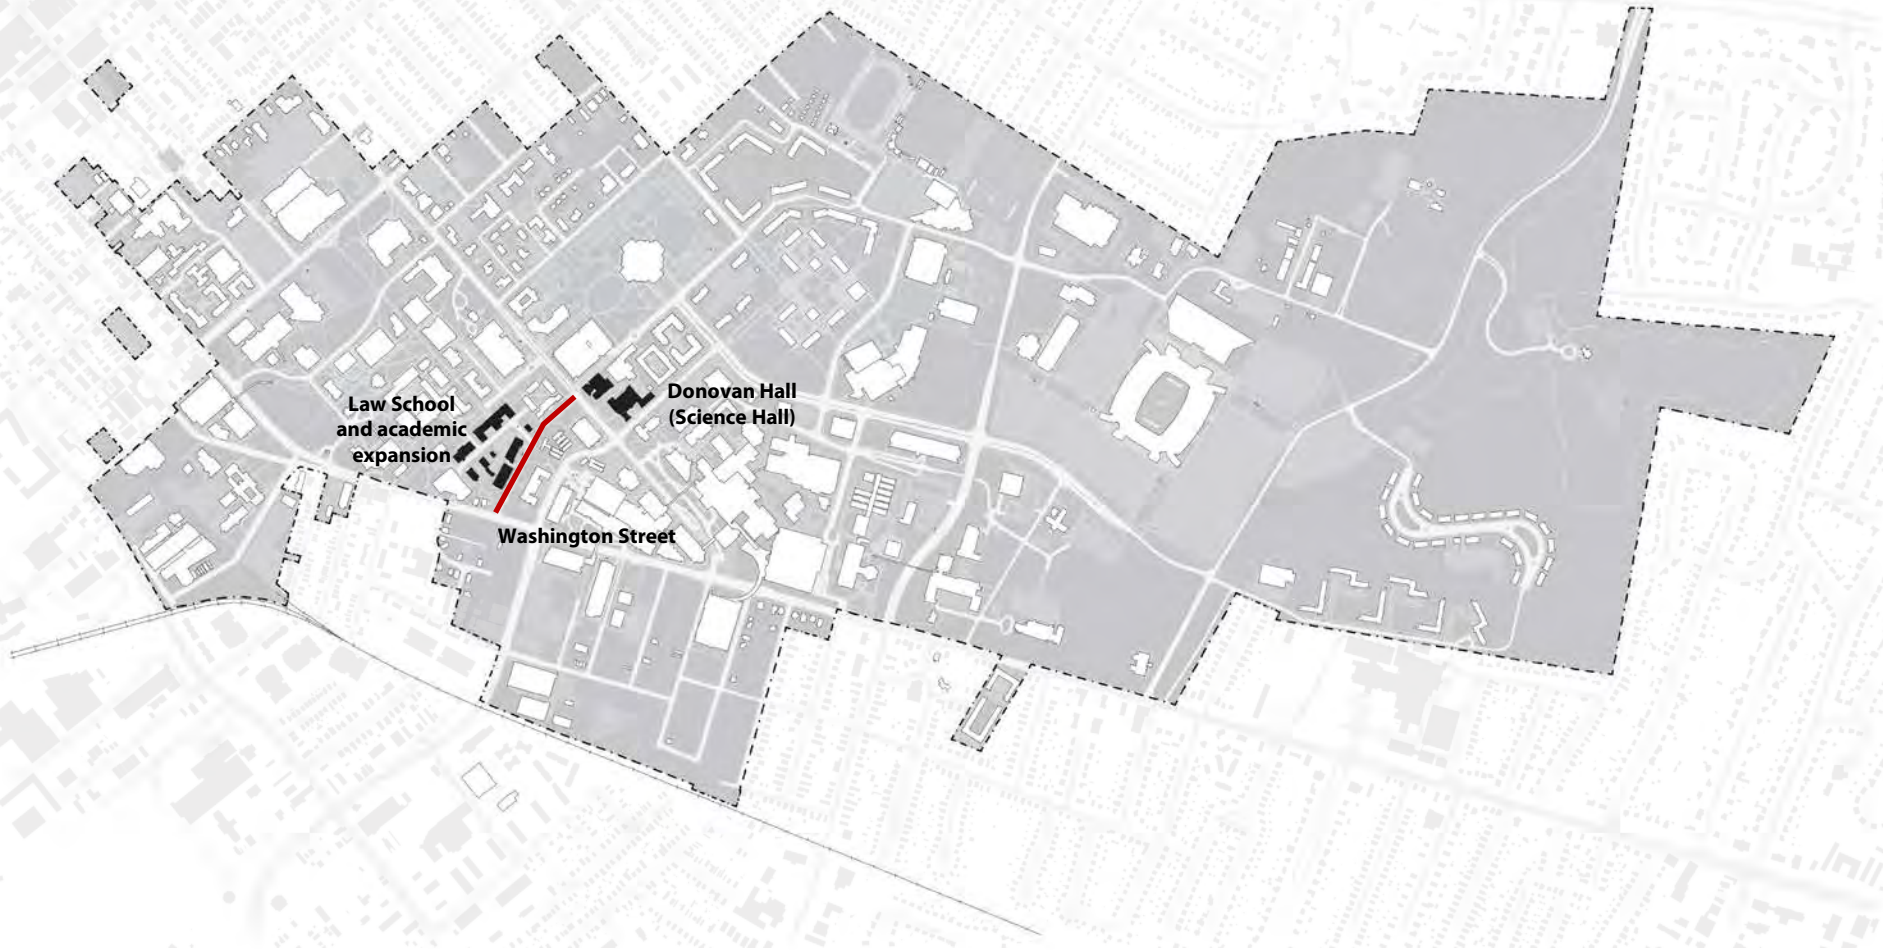 Law School
and academic
expansion
Donovan Hall
(Science Hall)
Washington Street